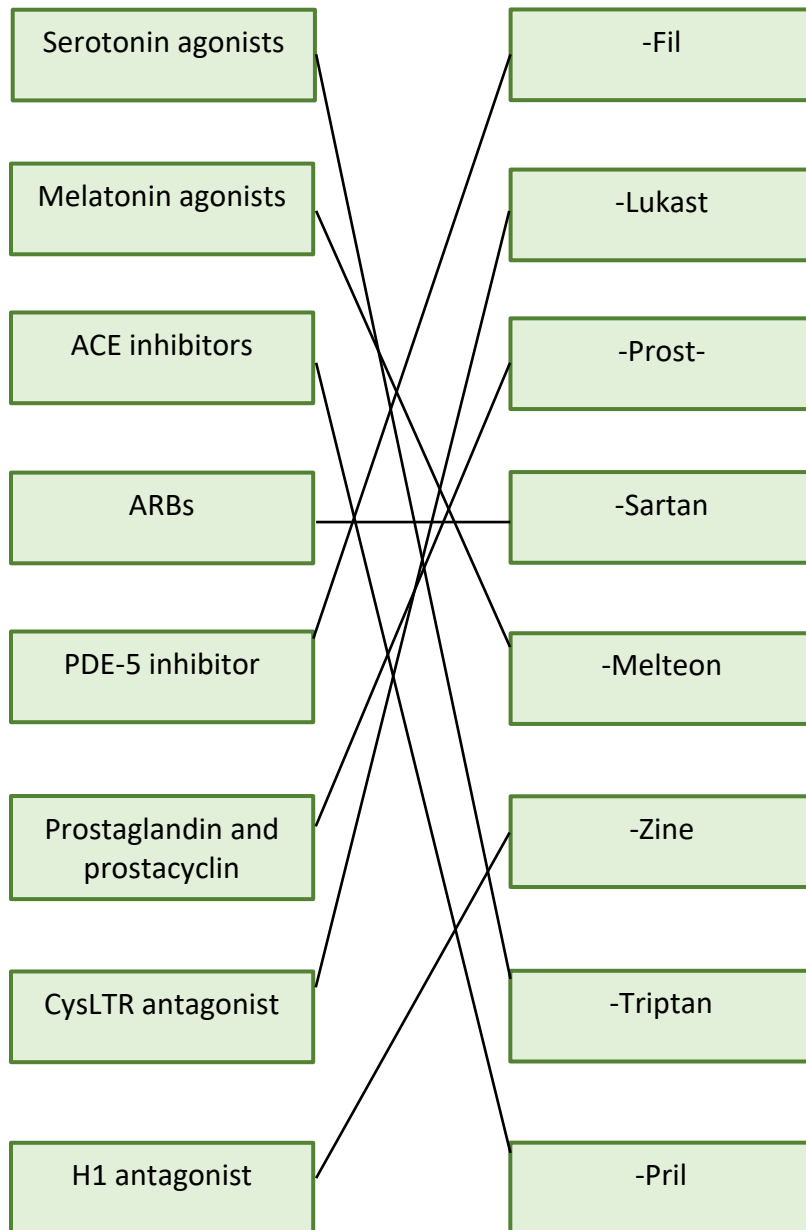 Serotonin agonists
-Fil
Melatonin agonists
-Lukast
ACE inhibitors
-Prost-
ARBs
-Sartan
PDE-5 inhibitor
-Melteon
Prostaglandin and
prostacyclin
-Zine
CysLTR antagonist
-Triptan
H1 antagonist
-Pril